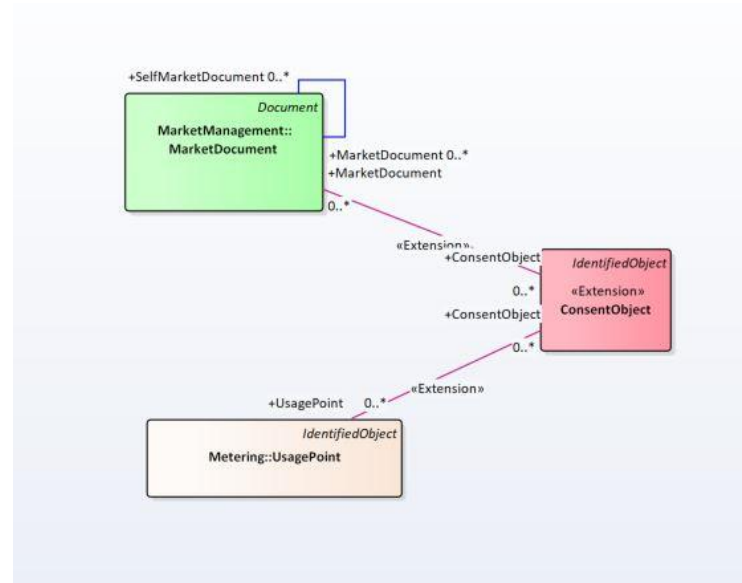 +SelfMarketDocument 0..*
Document
MarketManagement::
MarketDocument
+MarketDocument 0..*
+MarketDocument
0..*
«Extension»
+ConsentObject
IdentifiedObject
0..*
«Extension»
ConsentObject
+ConsentObject
0..*
«Extension»
+UsagePoint 0..*
IdentifiedObject
Metering::UsagePoint